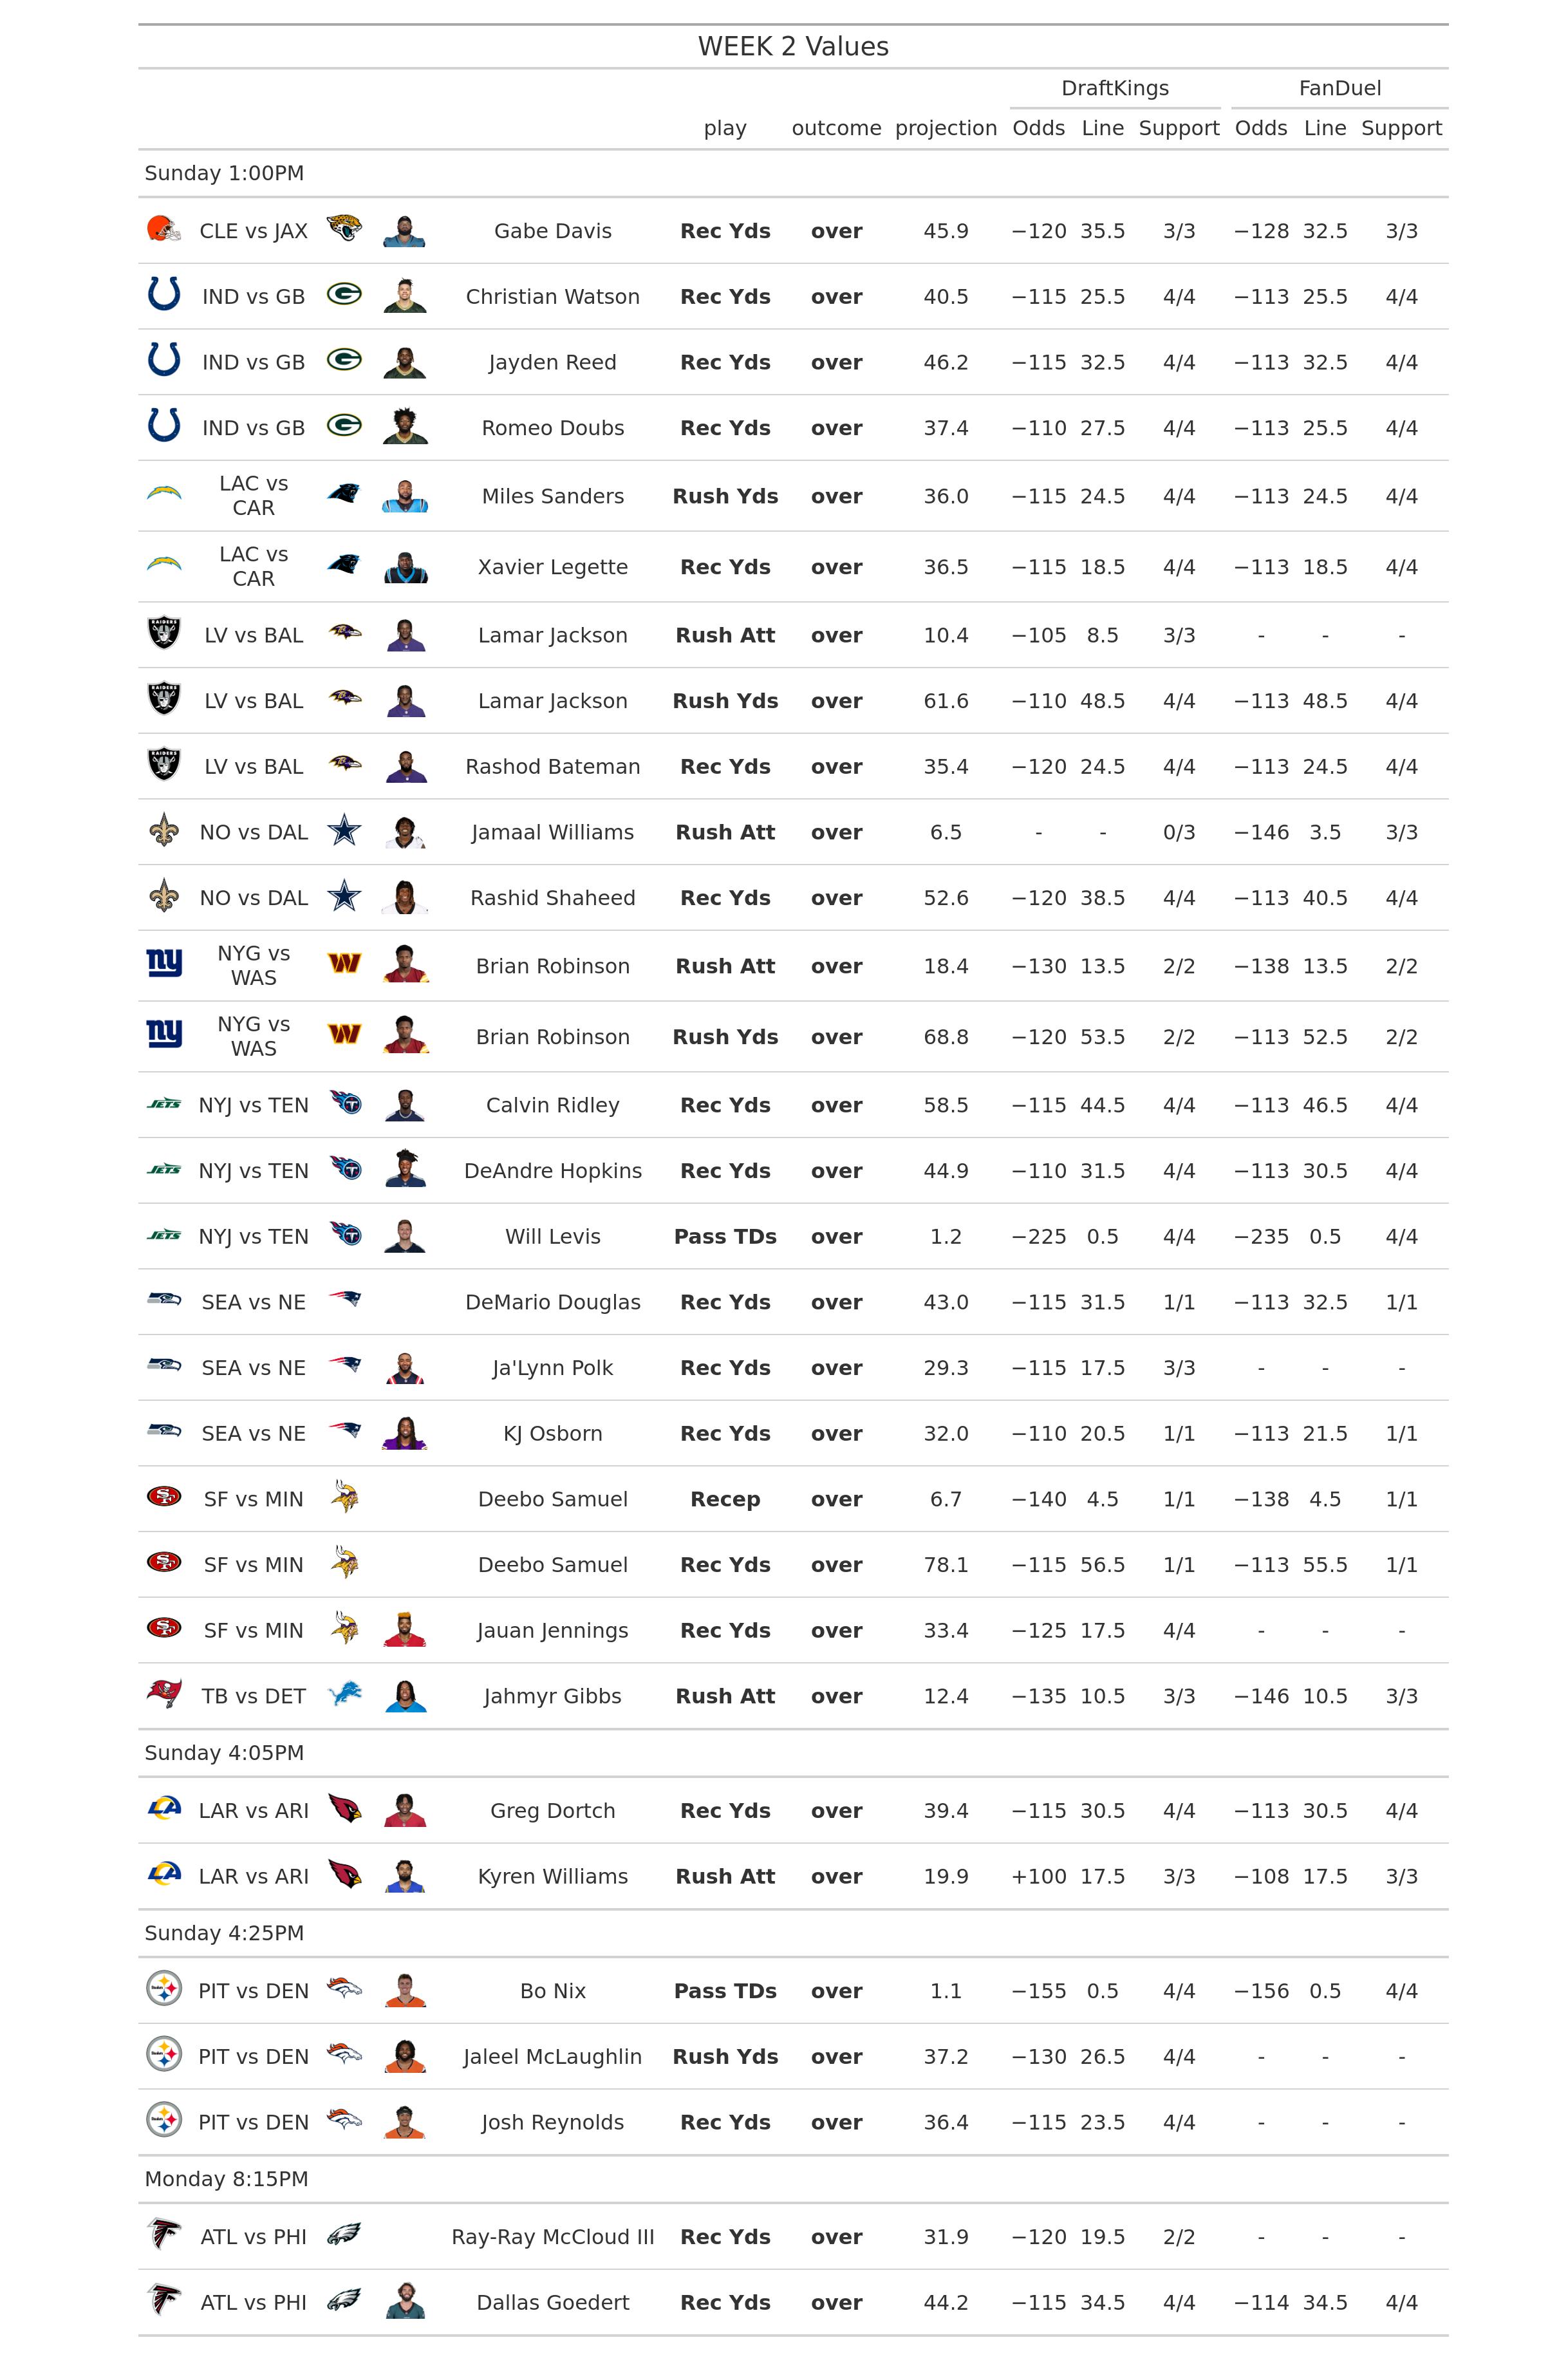 WEEK 2 Values
DraftKings FanDuel
play outcome projection Odds Line Support Odds Line Support
Sunday 1:00PM
CLE vs JAX Gabe Davis Rec Yds over 45.9 −120 35.5 3/3 −128 32.5 3/3
IND vs GB Christian Watson Rec Yds over 40.5 −115 25.5 4/4 −113 25.5 4/4
IND vs GB Jayden Reed Rec Yds over 46.2 −115 32.5 4/4 −113 32.5 4/4
IND vs GB Romeo Doubs Rec Yds over 37.4 −110 27.5 4/4 −113 25.5 4/4
LAC vs
CAR Miles Sanders Rush Yds over 36.0 −115 24.5 4/4 −113 24.5 4/4
LAC vs
CAR Xavier Legette Rec Yds over 36.5 −115 18.5 4/4 −113 18.5 4/4
LV vs BAL Lamar Jackson Rush Att over 10.4 −105 8.5 3/3 - - -
LV vs BAL Lamar Jackson Rush Yds over 61.6 −110 48.5 4/4 −113 48.5 4/4
LV vs BAL Rashod Bateman Rec Yds over 35.4 −120 24.5 4/4 −113 24.5 4/4
NO vs DAL Jamaal Williams Rush Att over 6.5 - - 0/3 −146 3.5 3/3
NO vs DAL Rashid Shaheed Rec Yds over 52.6 −120 38.5 4/4 −113 40.5 4/4
NYG vs
WAS Brian Robinson Rush Att over 18.4 −130 13.5 2/2 −138 13.5 2/2
NYG vs
WAS Brian Robinson Rush Yds over 68.8 −120 53.5 2/2 −113 52.5 2/2
NYJ vs TEN Calvin Ridley Rec Yds over 58.5 −115 44.5 4/4 −113 46.5 4/4
NYJ vs TEN DeAndre Hopkins Rec Yds over 44.9 −110 31.5 4/4 −113 30.5 4/4
NYJ vs TEN Will Levis Pass TDs over 1.2 −225 0.5 4/4 −235 0.5 4/4
SEA vs NE DeMario Douglas Rec Yds over 43.0 −115 31.5 1/1 −113 32.5 1/1
SEA vs NE Ja'Lynn Polk Rec Yds over 29.3 −115 17.5 3/3 - - -
SEA vs NE KJ Osborn Rec Yds over 32.0 −110 20.5 1/1 −113 21.5 1/1
SF vs MIN Deebo Samuel Recep over 6.7 −140 4.5 1/1 −138 4.5 1/1
SF vs MIN Deebo Samuel Rec Yds over 78.1 −115 56.5 1/1 −113 55.5 1/1
SF vs MIN Jauan Jennings Rec Yds over 33.4 −125 17.5 4/4 - - -
TB vs DET Jahmyr Gibbs Rush Att over 12.4 −135 10.5 3/3 −146 10.5 3/3
Sunday 4:05PM
LAR vs ARI Greg Dortch Rec Yds over 39.4 −115 30.5 4/4 −113 30.5 4/4
LAR vs ARI Kyren Williams Rush Att over 19.9 +100 17.5 3/3 −108 17.5 3/3
Sunday 4:25PM
PIT vs DEN Bo Nix Pass TDs over 1.1 −155 0.5 4/4 −156 0.5 4/4
PIT vs DEN Jaleel McLaughlin Rush Yds over 37.2 −130 26.5 4/4 - - -
PIT vs DEN Josh Reynolds Rec Yds over 36.4 −115 23.5 4/4 - - -
Monday 8:15PM
ATL vs PHI Ray-Ray McCloud III Rec Yds over 31.9 −120 19.5 2/2 - - -
ATL vs PHI Dallas Goedert Rec Yds over 44.2 −115 34.5 4/4 −114 34.5 4/4